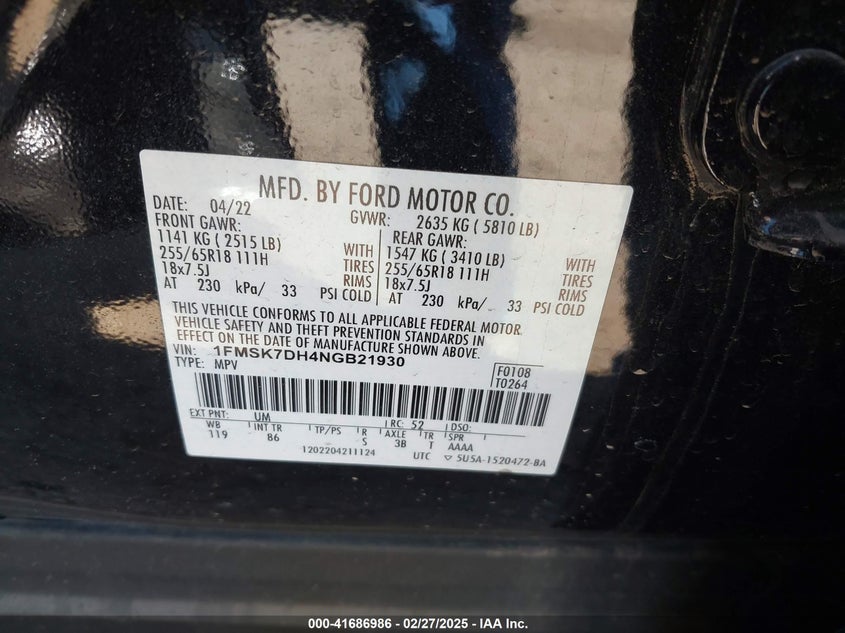 MFD. BY FORD MOTOR CO.
DATE: 04/22 GVWR: 2635 KG ( 5810 LB)
FRONT GAWR: REAR GAWR:
1141 KG ( 2515 LB) WITH 1547 KG ( 3410 LB) WITH
255/65R18 111H TIRES 255/65R18 111H TIRES
18x7.5J RIMS 18x7.5J RIMS
AT 230 kPa/ 33 PSI COLD AT 230 kPa/ 33 PSI COLD
THIS VEHICLE CONFORMS TO ALL APPLICABLE FEDERAL MOTOR
VEHICLE SAFETY AND THEFT PREVENTION STANDARDS IN
EFFECT ON THE DATE OF MANUFACTURE SHOWN ABOVE.
VIN: 1FMSK7DH4NGB21930
TYPE: MPV
F0108
T0264
EXT PNT: UM RC: 52 DSO:
WB INT TR TP/PS R AXLE TR SPR
119 86 S 3B T AAAA
1202204211124 UTC ▽ 5U5A-1520472-BA
000-41686986 - 02/27/2025 - IAA Inc.